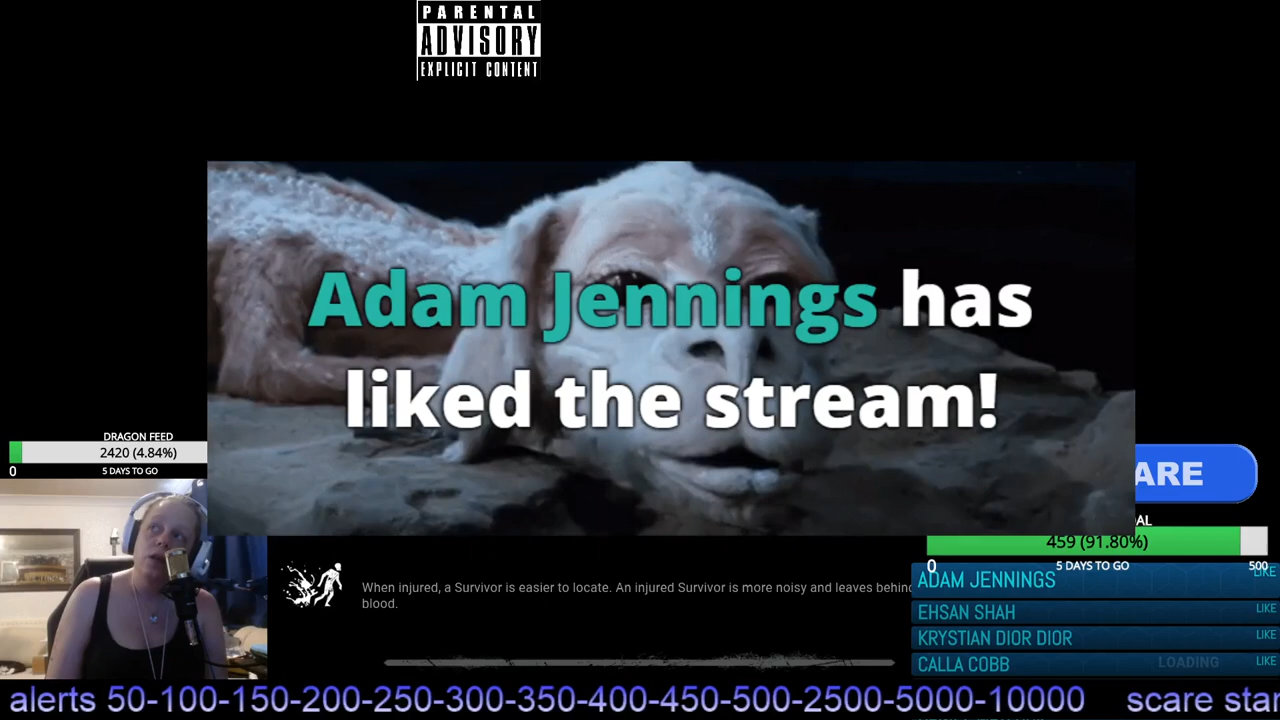 PARENTAL
ADVISORY
EXPLICIT CONTENT
Adam Jennings has
liked the stream!
DRAGON FEED
2420 (4.84%)
0
5 DAYS TO GO
ARE
AL
459 (91.80%)
0
5 DAYS TO GO
500
When injured, a Survivor is easier to locate. An injured Survivor is more noisy and leaves behind
blood.
ADAM JENNINGS LIKE
EHSAN SHAH LIKE
KRYSTIAN DIOR DIOR LIKE
CALLA COBB LIKE
LOADING
alerts 50-100-150-200-250-300-350-400-450-500-2500-5000-10000 scare star